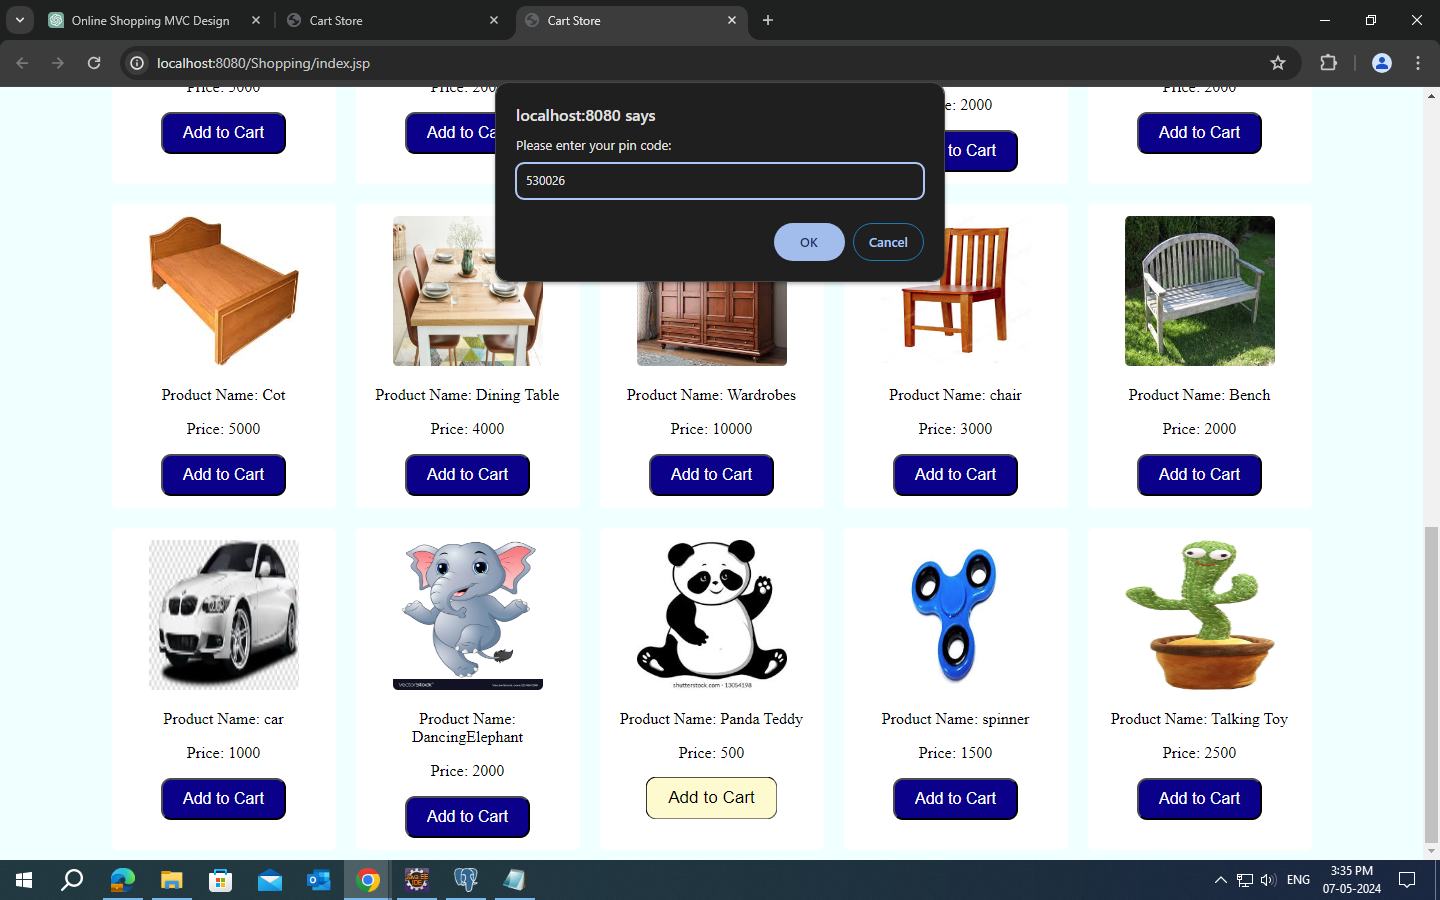 Online Shopping MVC Design
Cart Store
Cart Store
localhost:8080/Shopping/index.jsp
localhost:8080 says
Please enter your pin code:
530026
OK
Cancel
Price: 5000
Price: 2000
Price: 2000
Add to Cart
Add to Ca
to Cart
Add to Cart
Product Name: Cot
Price: 5000
Add to Cart
Product Name: Dining Table
Price: 4000
Add to Cart
Product Name: Wardrobes
Price: 10000
Add to Cart
Product Name: chair
Price: 3000
Add to Cart
Product Name: Bench
Price: 2000
Add to Cart
Product Name: car
Price: 1000
Add to Cart
VectorStock
Product Name:
DancingElephant
Price: 2000
Add to Cart
shutterstock.com · 13054198
Product Name: Panda Teddy
Price: 500
Add to Cart
Product Name: spinner
Price: 1500
Add to Cart
Product Name: Talking Toy
Price: 2500
Add to Cart
ENG
3:35 PM
07-05-2024